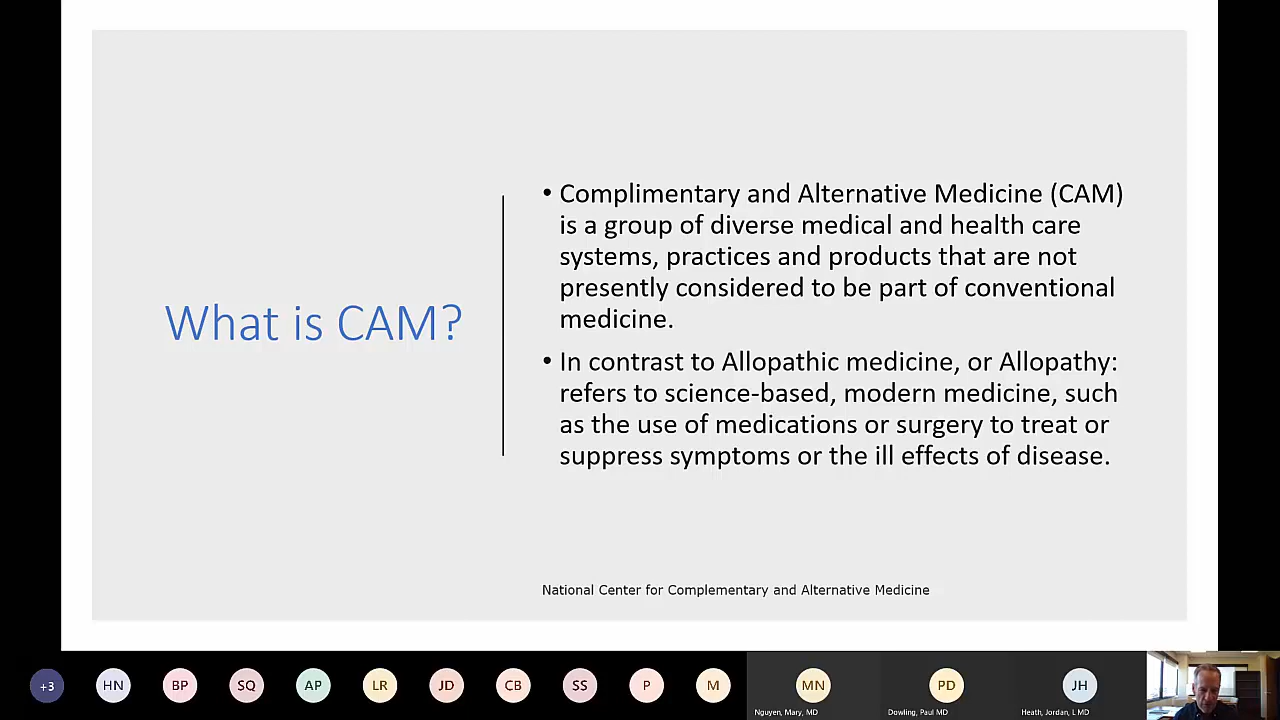 What is CAM?
• Complimentary and Alternative Medicine (CAM)
is a group of diverse medical and health care
systems, practices and products that are not
presently considered to be part of conventional
medicine.
• In contrast to Allopathic medicine, or Allopathy:
refers to science-based, modern medicine, such
as the use of medications or surgery to treat or
suppress symptoms or the ill effects of disease.
National Center for Complementary and Alternative Medicine
+3 HN BP SQ AP LR JD CB SS P M MN PD JH
Nguyen, Mary, MD Dowling, Paul MD Heath, Jordan, L MD